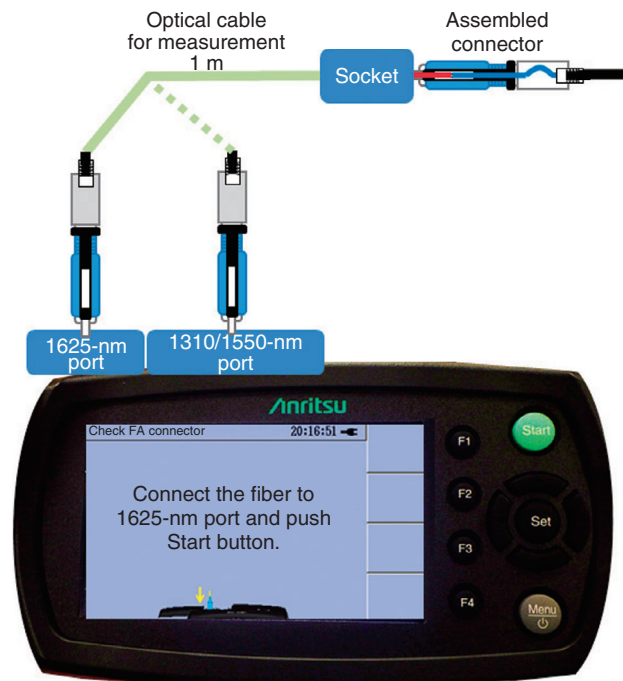 Optical cable
for measurement
1 m
Assembled
connector
Socket
1625-nm
port
1310/1550-nm
port
Anritsu
Check FA connector
20:16:51
Start
F1
Connect the fiber to
1625-nm port and push
Start button.
F2
Set
F3
F4
Menu